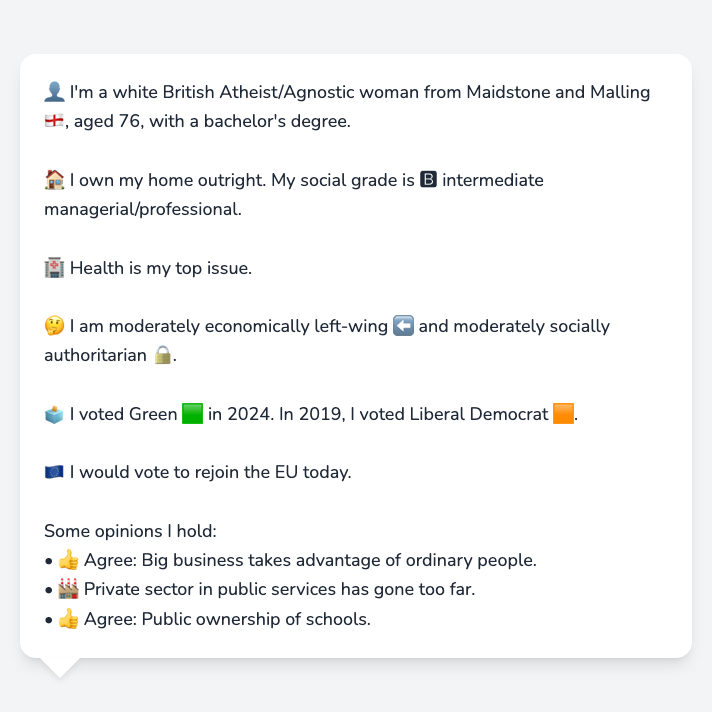 👤 I'm a white British Atheist/Agnostic woman from Maidstone and Malling
🏴󠁧󠁢󠁥󠁮󠁧󠁿, aged 76, with a bachelor's degree.
🏠 I own my home outright. My social grade is 🅱 intermediate
managerial/professional.
🏥 Health is my top issue.
🤔 I am moderately economically left-wing ⬅️ and moderately socially
authoritarian 🔒.
🗳️ I voted Green 🟩 in 2024. In 2019, I voted Liberal Democrat 🟧.
🇪🇺 I would vote to rejoin the EU today.
Some opinions I hold:
• 👍 Agree: Big business takes advantage of ordinary people.
• 🏭 Private sector in public services has gone too far.
• 👍 Agree: Public ownership of schools.